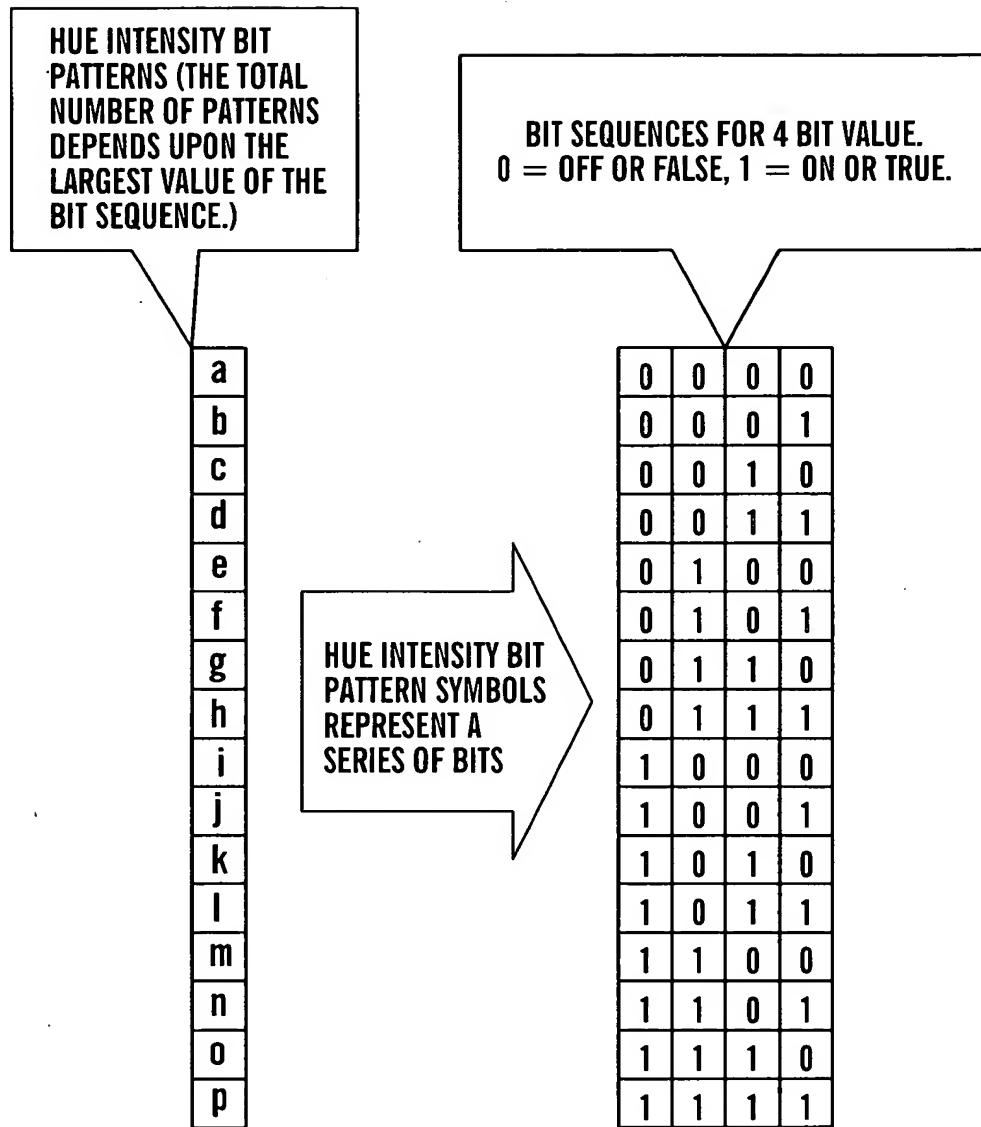 HUE INTENSITY BIT
PATTERNS (THE TOTAL
NUMBER OF PATTERNS
DEPENDS UPON THE
LARGEST VALUE OF THE
BIT SEQUENCE.)
BIT SEQUENCES FOR 4 BIT VALUE.
0 = OFF OR FALSE, 1 = ON OR TRUE.
a
b
c
d
e
f
g
h
i
j
k
l
m
n
o
p
HUE INTENSITY BIT
PATTERN SYMBOLS
REPRESENT A
SERIES OF BITS
0 0 0 0
0 0 0 1
0 0 1 0
0 0 1 1
0 1 0 0
0 1 0 1
0 1 1 0
0 1 1 1
1 0 0 0
1 0 0 1
1 0 1 0
1 0 1 1
1 1 0 0
1 1 0 1
1 1 1 0
1 1 1 1